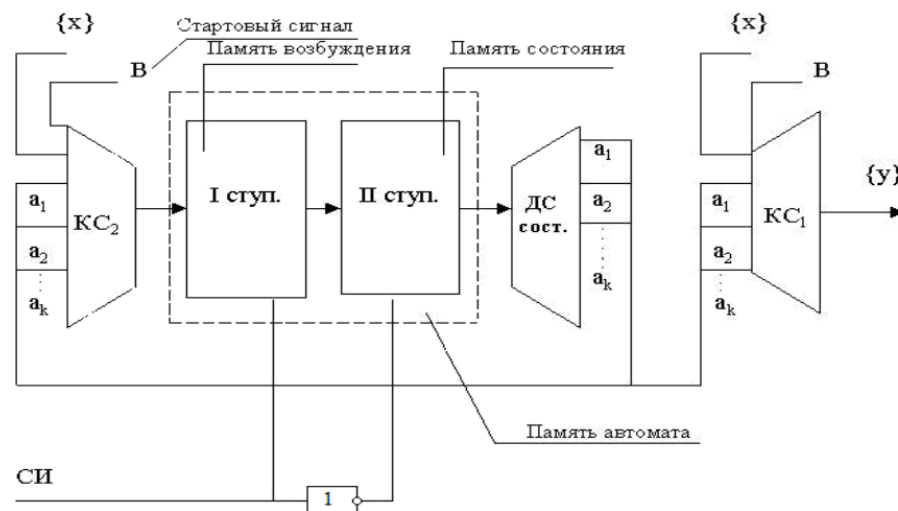 {x}
Стартовый сигнал
{x}
Память возбуждения
Память состояния
B
B
I ступ.
II ступ.
ДС
сост.
a1
a2
ak
{y}
a1
КС2
a2
ak
a1
КС1
a2
ak
Память автомата
СИ
1